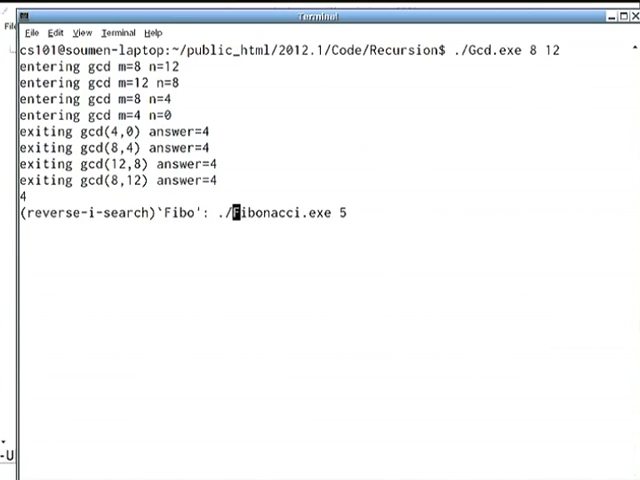 Terminal
File Edit View Terminal Help
cs101@soumen-laptop:~/public_html/2012.1/Code/Recursion$ ./Gcd.exe 8 12
entering gcd m=8 n=12
entering gcd m=12 n=8
entering gcd m=8 n=4
entering gcd m=4 n=0
exiting gcd(4,0) answer=4
exiting gcd(8,4) answer=4
exiting gcd(12,8) answer=4
exiting gcd(8,12) answer=4
4
(reverse-i-search)`Fibo': ./Fibonacci.exe 5
-U